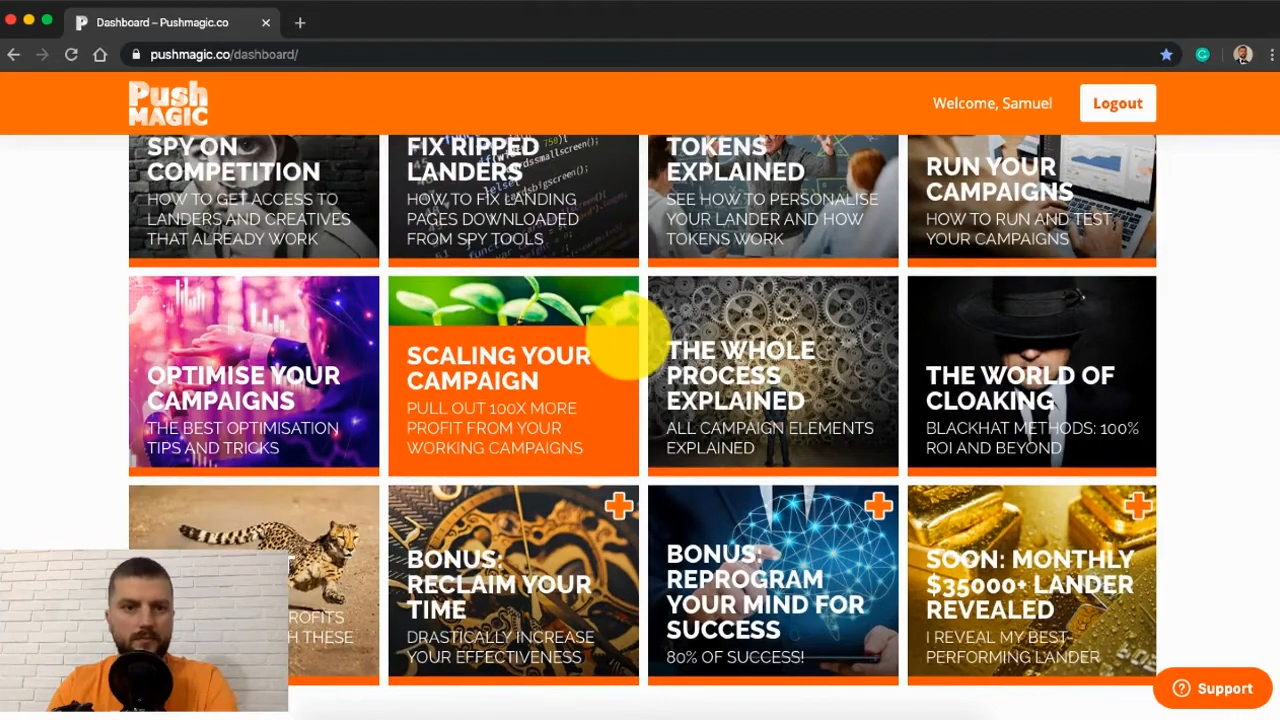 Dashboard – Pushmagic.co
pushmagic.co/dashboard/
Push
MAGIC
Welcome, Samuel
Logout
SPY ON
COMPETITION
HOW TO GET ACCESS TO
LANDERS AND CREATIVES
THAT ALREADY WORK
FIX RIPPED
LANDERS
HOW TO FIX LANDING
PAGES DOWNLOADED
FROM SPY TOOLS
TOKENS
EXPLAINED
SEE HOW TO PERSONALISE
YOUR LANDER AND HOW
TOKENS WORK
RUN YOUR
CAMPAIGNS
HOW TO RUN AND TEST
YOUR CAMPAIGNS
OPTIMISE YOUR
CAMPAIGNS
THE BEST OPTIMISATION
TIPS AND TRICKS
SCALING YOUR
CAMPAIGN
PULL OUT 100X MORE
PROFIT FROM YOUR
WORKING CAMPAIGNS
THE WHOLE
PROCESS
EXPLAINED
ALL CAMPAIGN ELEMENTS
EXPLAINED
THE WORLD OF
CLOAKING
BLACKHAT METHODS: 100%
ROI AND BEYOND
BONUS:
RECLAIM YOUR
TIME
DRASTICALLY INCREASE
YOUR EFFECTIVENESS
BONUS:
REPROGRAM
YOUR MIND FOR
SUCCESS
80% OF SUCCESS!
SOON: MONTHLY
$35000+ LANDER
REVEALED
I REVEAL MY BEST-
PERFORMING LANDER
THESE
Support